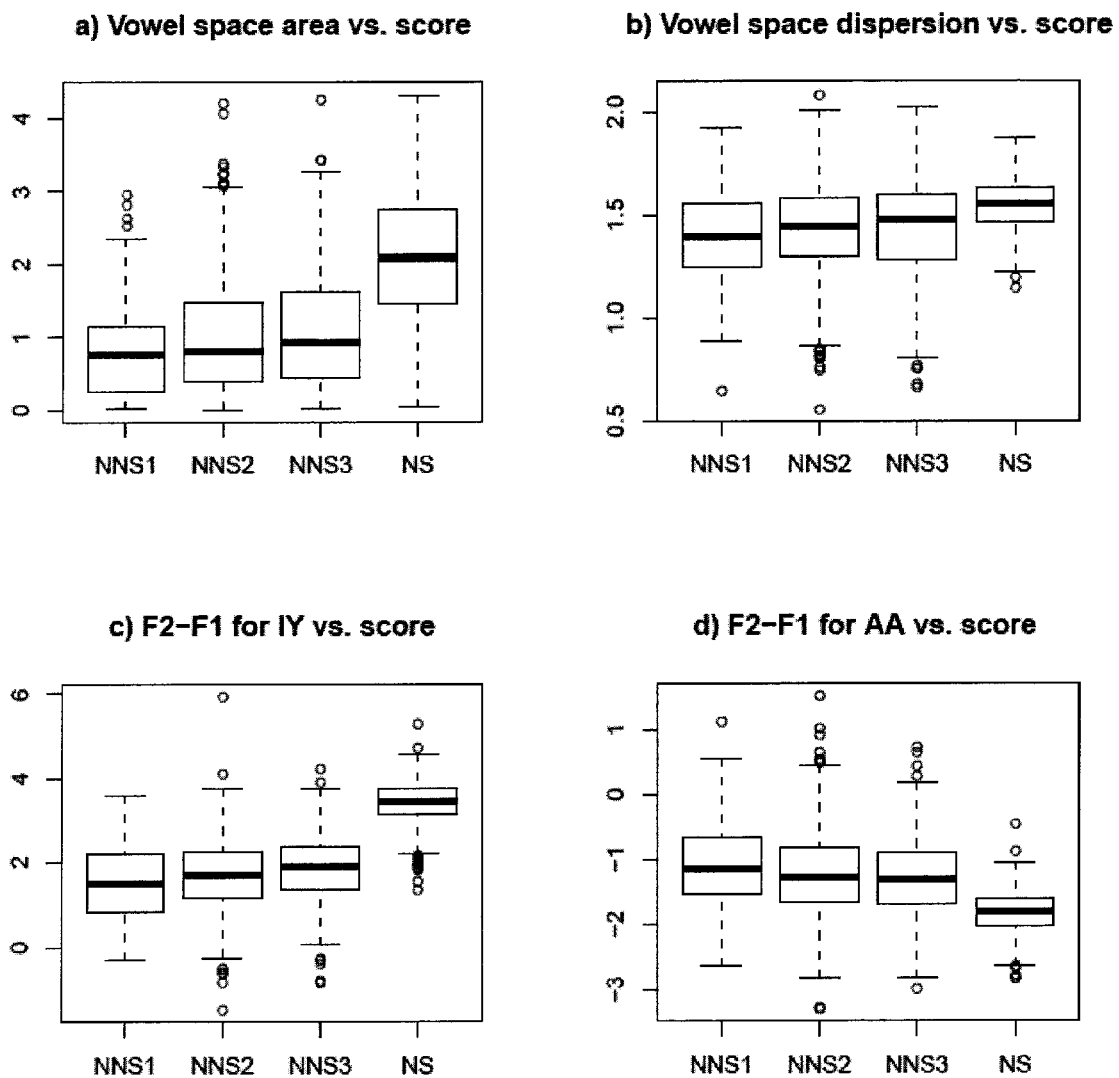 a) Vowel space area vs. score
4
3
2
1
0
NNS1 NNS2 NNS3 NS
b) Vowel space dispersion vs. score
2.0
1.5
1.0
0.5
NNS1 NNS2 NNS3 NS
c) F2−F1 for IY vs. score
6
4
2
0
NNS1 NNS2 NNS3 NS
d) F2−F1 for AA vs. score
1
0
−1
−2
−3
NNS1 NNS2 NNS3 NS